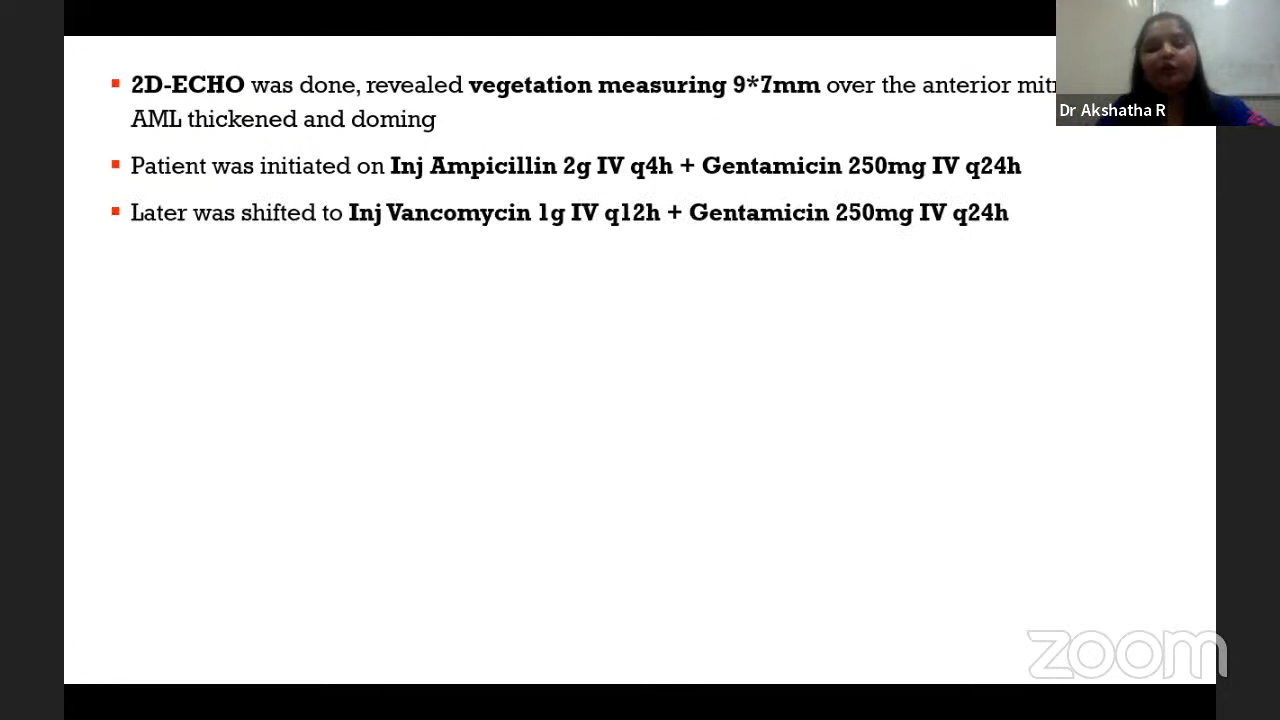 2D-ECHO was done, revealed vegetation measuring 9*7mm over the anterior
AML thickened and doming
Patient was initiated on Inj Ampicillin 2g IV q4h + Gentamicin 250mg IV q24h
Later was shifted to Inj Vancomycin 1g IV q12h + Gentamicin 250mg IV q24h
Dr Akshatha R
zoom